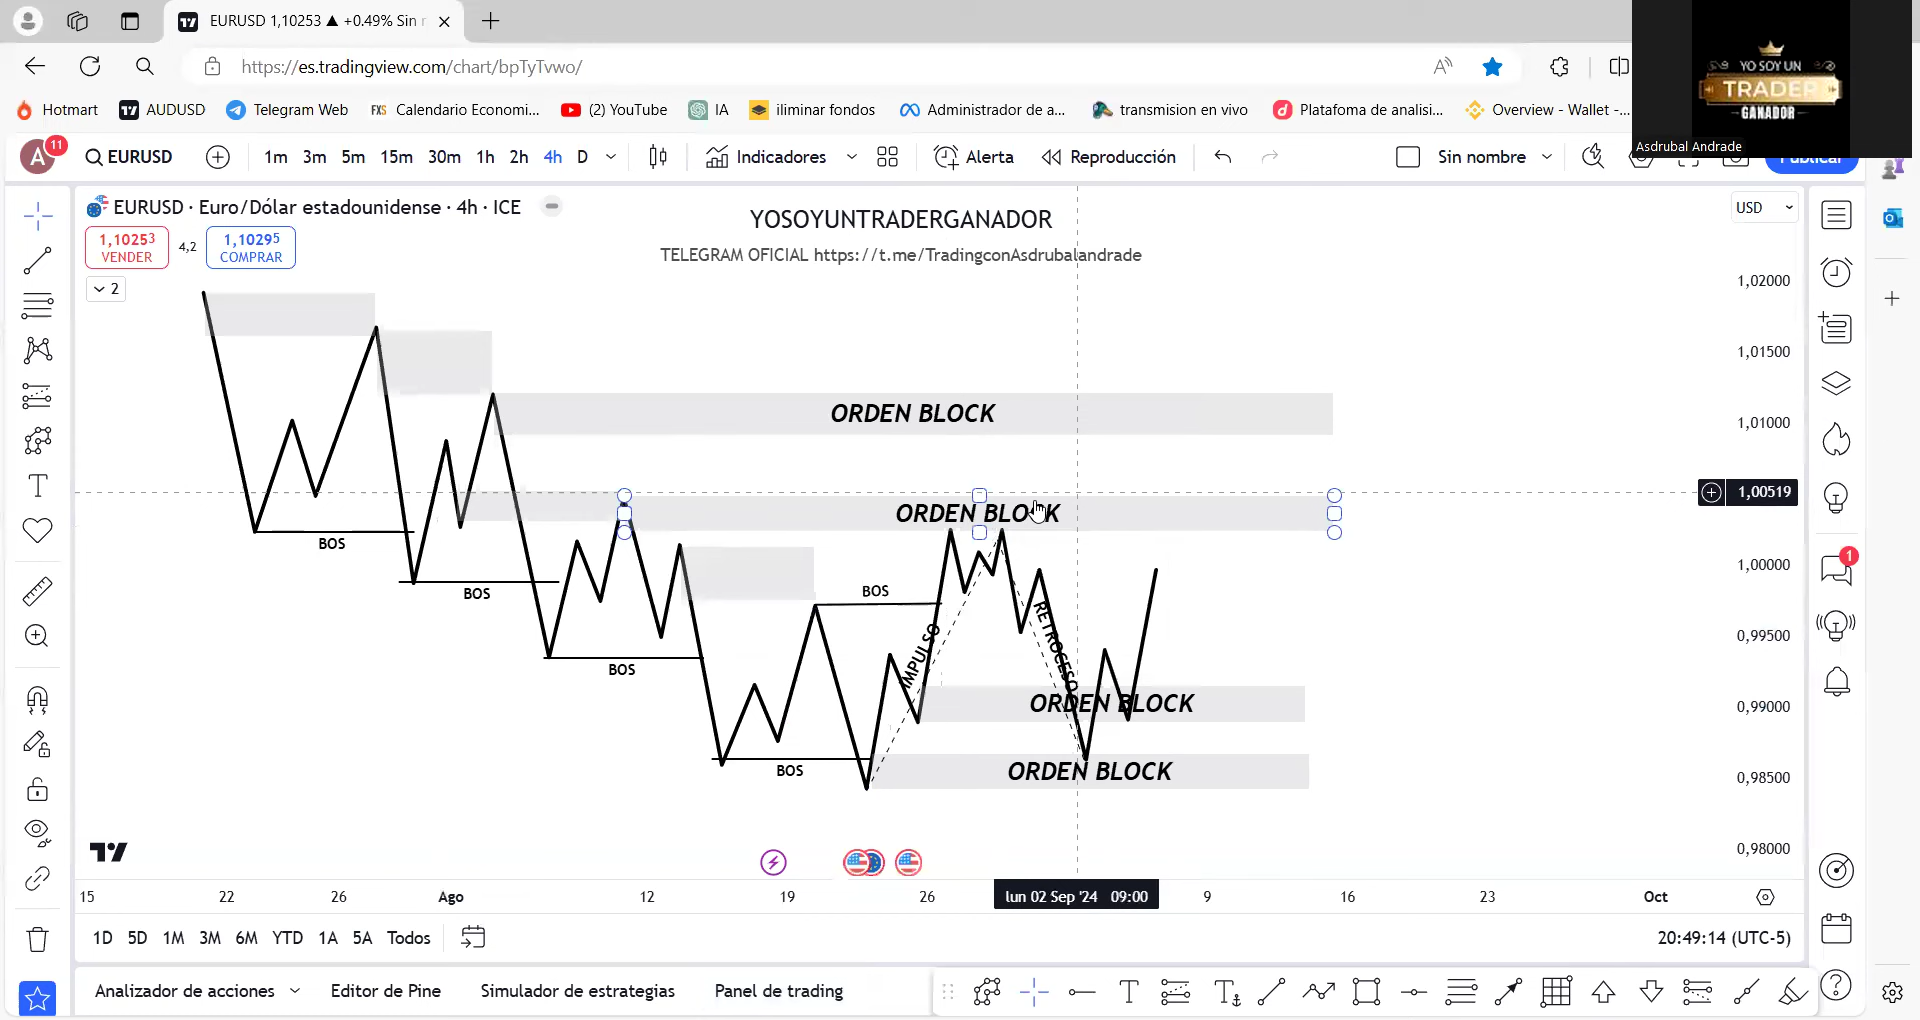 EURUSD 1,10253 ▲ +0.49% Sin n
https://es.tradingview.com/chart/bpTyTvwo/
YO SOY UN
TRADER
GANADOR
Asdrubal Andrade
Hotmart AUDUSD Telegram Web FXS Calendario Economi... (2) YouTube IA iliminar fondos Administrador de a... transmision en vivo Platafoma de analisi... Overview - Wallet -...
A 11 EURUSD 1m 3m 5m 15m 30m 1h 2h 4h D Indicadores Alerta Reproducción Sin nombre Publicar
EURUSD · Euro/Dólar estadounidense · 4h · ICE
USD
YOSOYUNTRADERGANADOR
TELEGRAM OFICIAL https://t.me/TradingconAsdrubalandrade
1,10253 VENDER
4,2
1,10295 COMPRAR
2
1,02000
1,01500
1,01000
1,00519
1,00000
0,99500
0,99000
0,98500
0,98000
ORDEN BLOCK
ORDEN BLOCK
BOS
BOS
BOS
BOS
IMPULSO
RETROCESO
BOS
ORDEN BLOCK
ORDEN BLOCK
1
15 22 26 Ago 12 19 26 lun 02 Sep '24 09:00 9 16 23 Oct
1D 5D 1M 3M 6M YTD 1A 5A Todos
20:49:14 (UTC-5)
Analizador de acciones Editor de Pine Simulador de estrategias Panel de trading